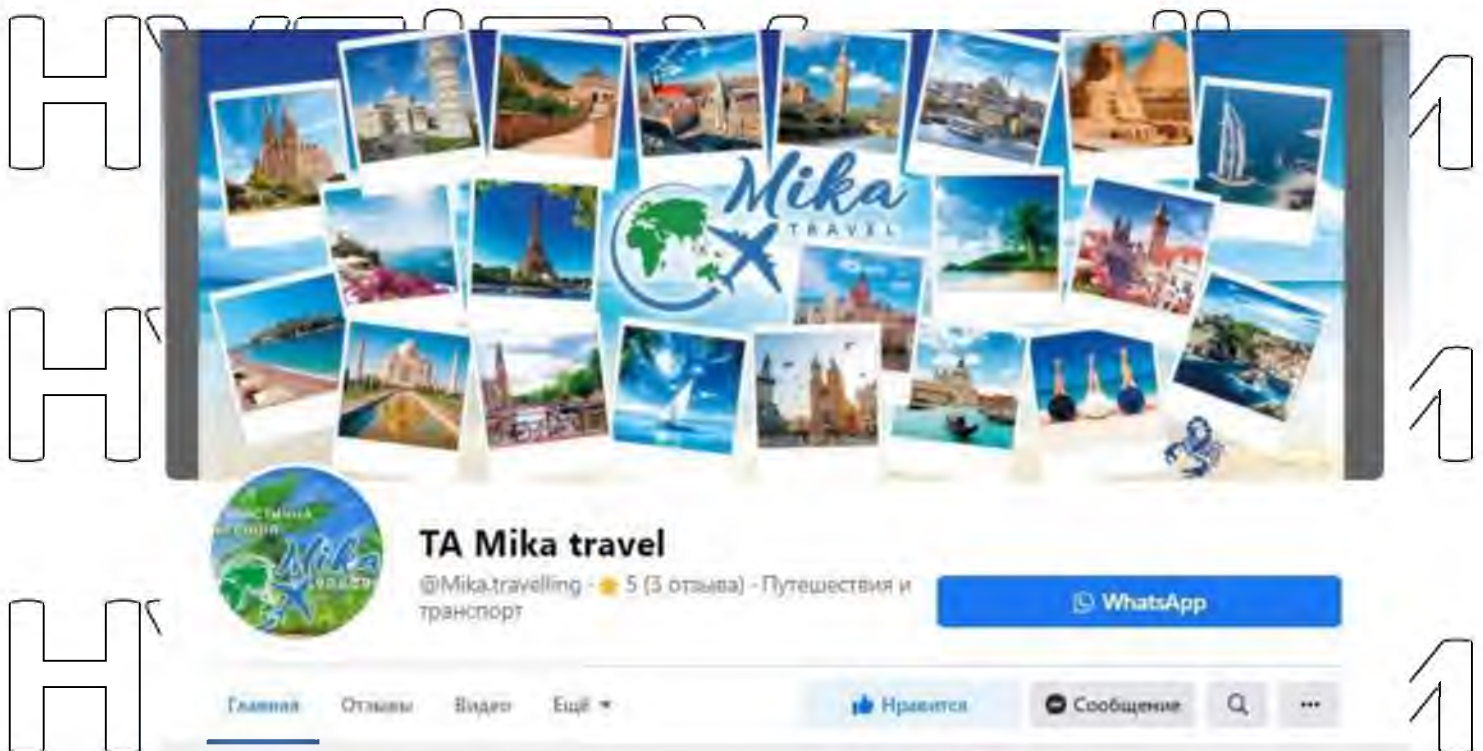 Mika
TRAVEL
Mika
TA Mika travel
@Mika.travelling - 5 (3 отзыва) - Путешествия и
транспорт
WhatsApp
Главная Отзывы Видео Ещё
Нравится Сообщение